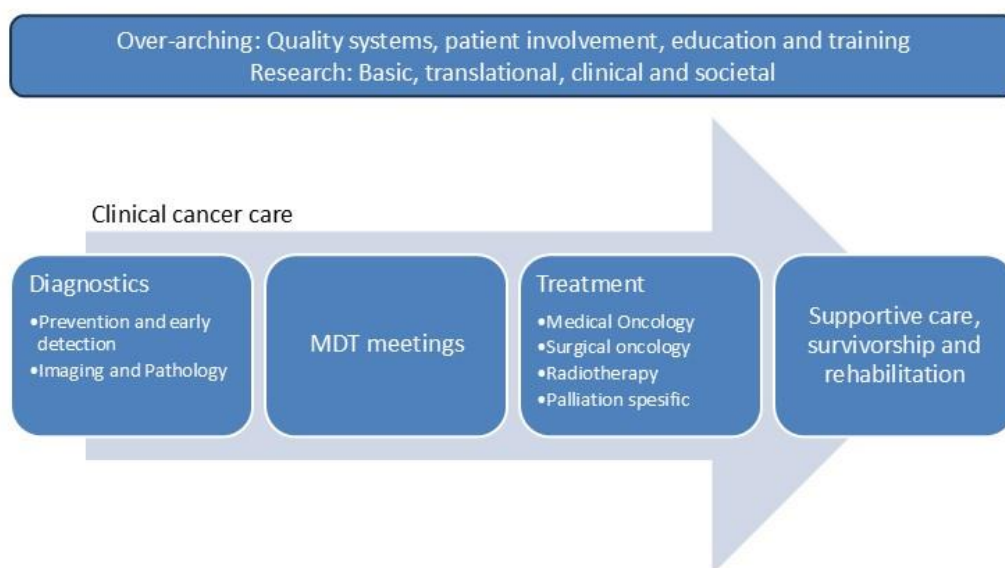 Over-arching: Quality systems, patient involvement, education and training
Research: Basic, translational, clinical and societal
Clinical cancer care
Diagnostics
•Prevention and early
detection
•Imaging and Pathology
MDT meetings
Treatment
•Medical Oncology
•Surgical oncology
•Radiotherapy
•Palliation spesific
Supportive care,
survivorship and
rehabilitation